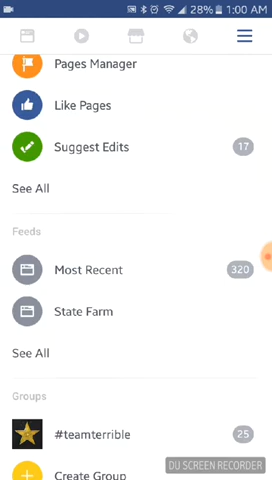 28% 1:00 AM
Pages Manager
Like Pages
Suggest Edits 17
See All
Feeds
Most Recent 320
State Farm
See All
Groups
#teamterrible 25
Create Group
DU SCREEN RECORDER